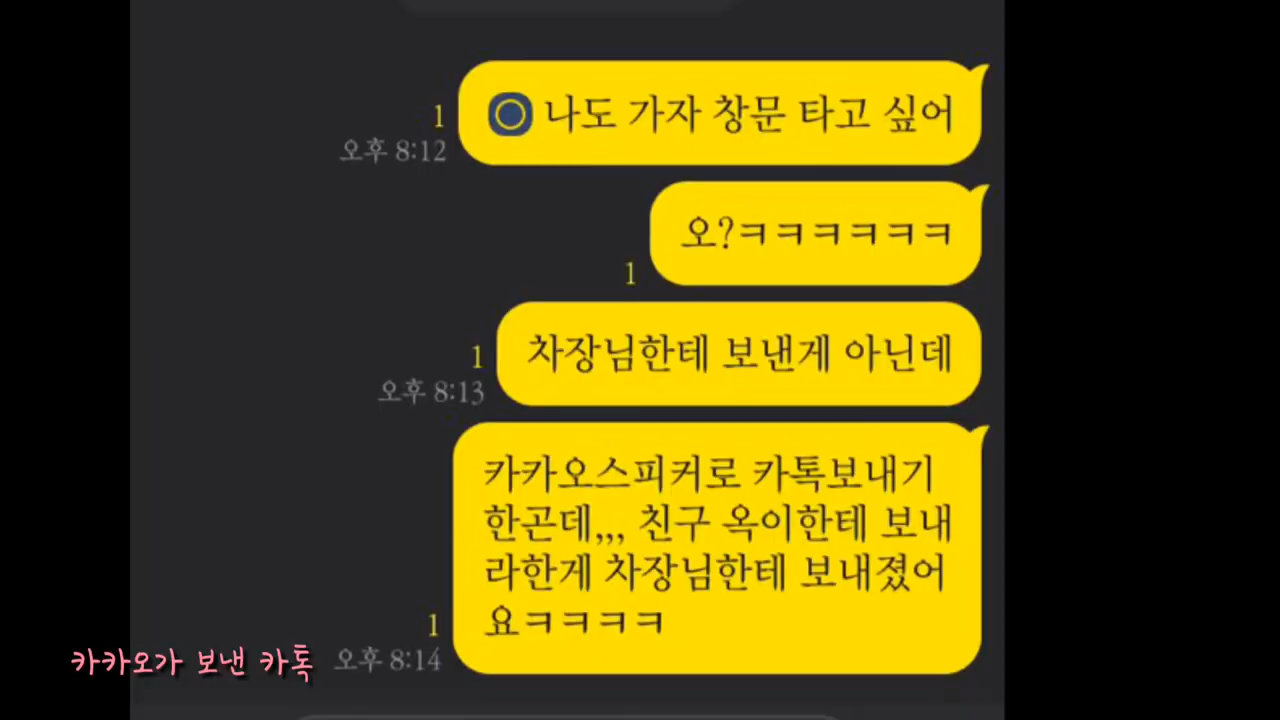 나도 가자 창문 타고 싶어
1
오후 8:12
오?ㅋㅋㅋㅋㅋㅋ
1
차장님한테 보낸게 아닌데
1
오후 8:13
카카오스피커로 카톡보내기
한곤데,,, 친구 옥이한테 보내
라한게 차장님한테 보내졌어
요ㅋㅋㅋㅋ
1
오후 8:14
카카오가 보낸 카톡